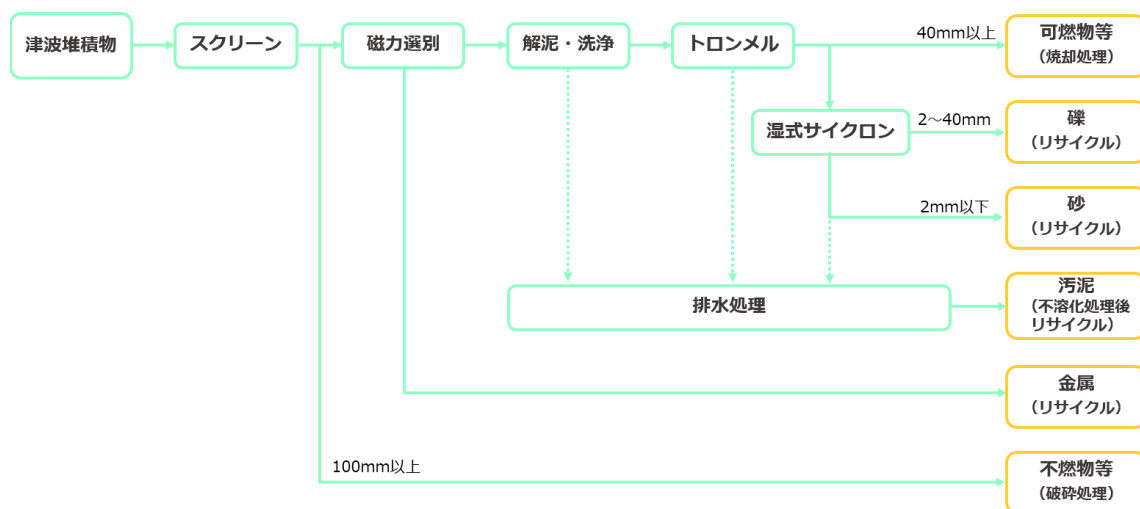 津波堆積物
スクリーン
磁力選別
解泥・洗浄
トロンメル
40mm以上
可燃物等
（焼却処理）
湿式サイクロン
2～40mm
礫
（リサイクル）
2mm以下
砂
（リサイクル）
排水処理
汚泥
（不溶化処理後
リサイクル）
金属
（リサイクル）
100mm以上
不燃物等
（破砕処理）